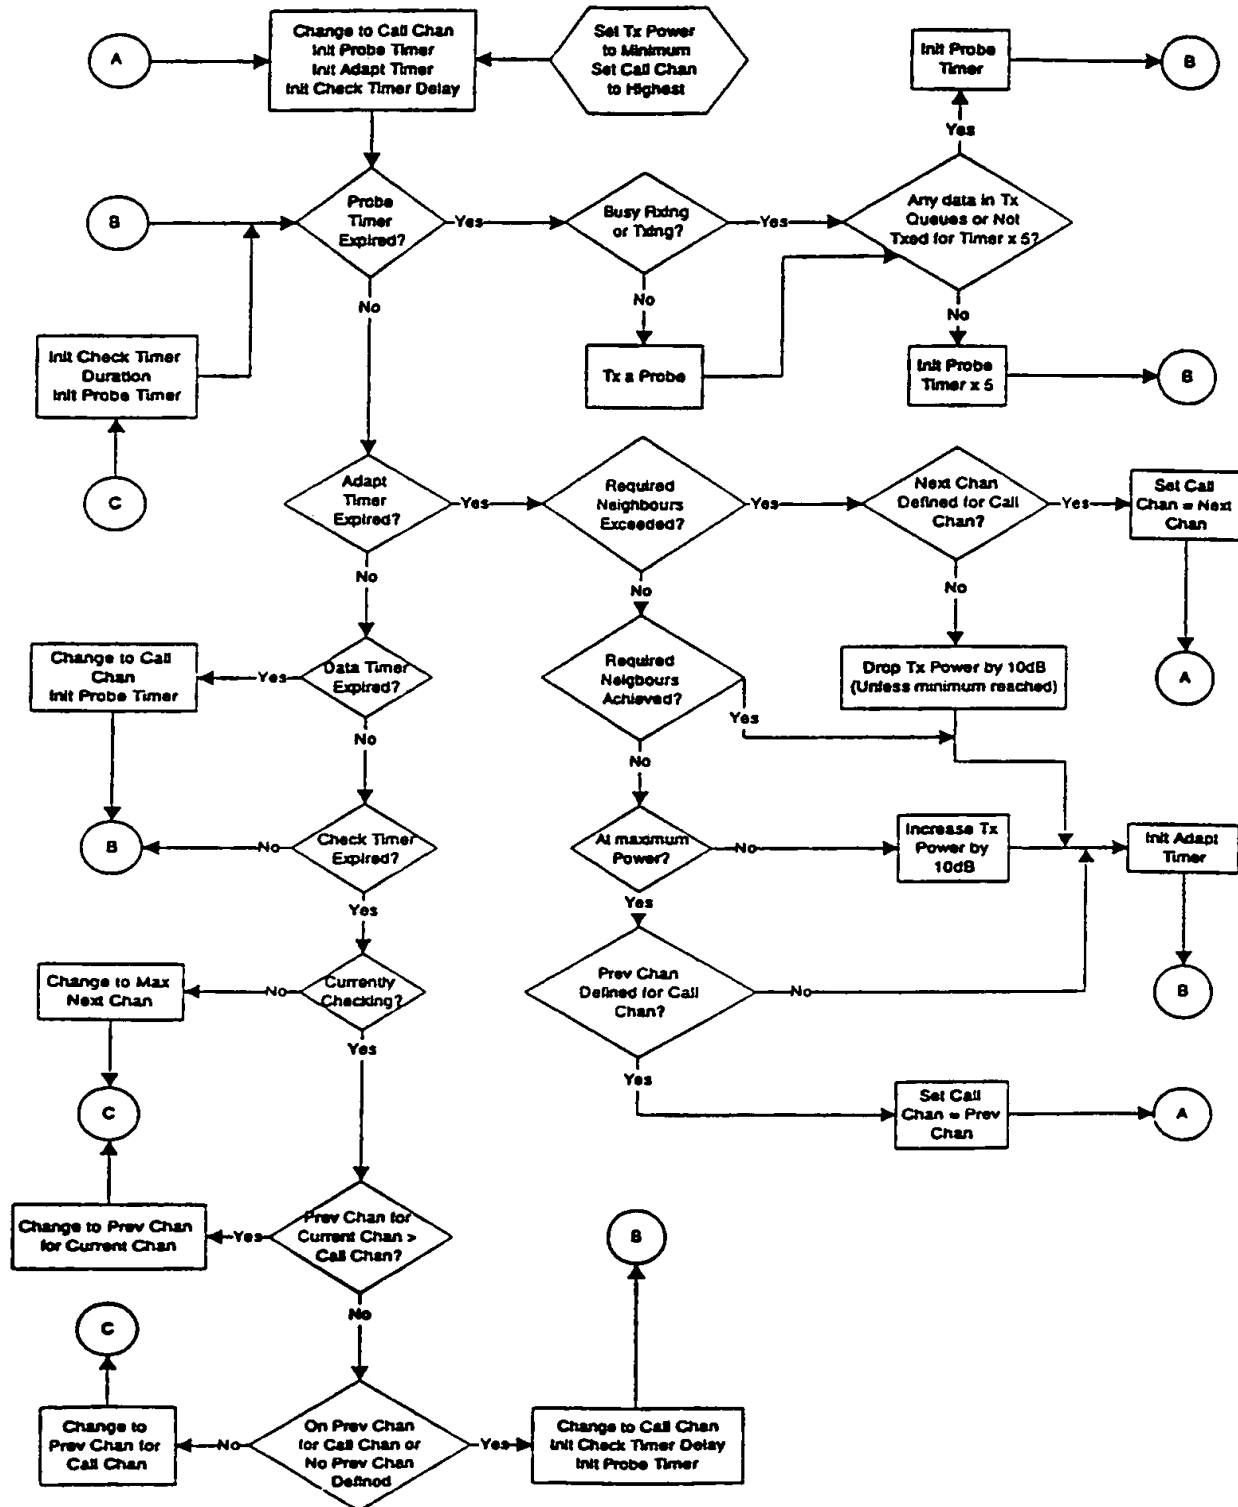 A
Change to Call Chan
Init Probe Timer
Init Adapt Timer
Init Check Timer Delay
Set Tx Power
to Minimum
Set Call Chan
to Highest
Init Probe
Timer
B
Yes
B
Probe
Timer
Expired?
Yes
Busy Rxing
or Txing?
Yes
Any data in Tx
Queues or Not
Txed for Timer x 5?
No
No
No
Init Check Timer
Duration
Init Probe Timer
Tx a Probe
Init Probe
Timer x 5
B
C
Adapt
Timer
Expired?
Yes
Required
Neighbours
Exceeded?
Yes
Next Chan
Defined for Call
Chan?
Yes
Set Call
Chan = Next
Chan
No
No
No
Change to Call
Chan
Init Probe Timer
Yes
Data Timer
Expired?
Required
Neigbours
Achieved?
Yes
Drop Tx Power by 10dB
(Unless minimum reached)
A
No
No
B
No
Check Timer
Expired?
At maximum
Power?
No
Increase Tx
Power by
10dB
Init Adapt
Timer
Yes
Yes
Change to Max
Next Chan
No
Currently
Checking?
Prev Chan
Defined for Call
Chan?
No
B
Yes
Yes
C
Set Call
Chan = Prev
Chan
A
Change to Prev Chan
for Current Chan
Yes
Prev Chan for
Current Chan >
Call Chan?
B
No
C
Change to
Prev Chan for
Call Chan
No
On Prev Chan
for Call Chan or
No Prev Chan
Defined
Yes
Change to Call Chan
Init Check Timer Delay
Init Probe Timer